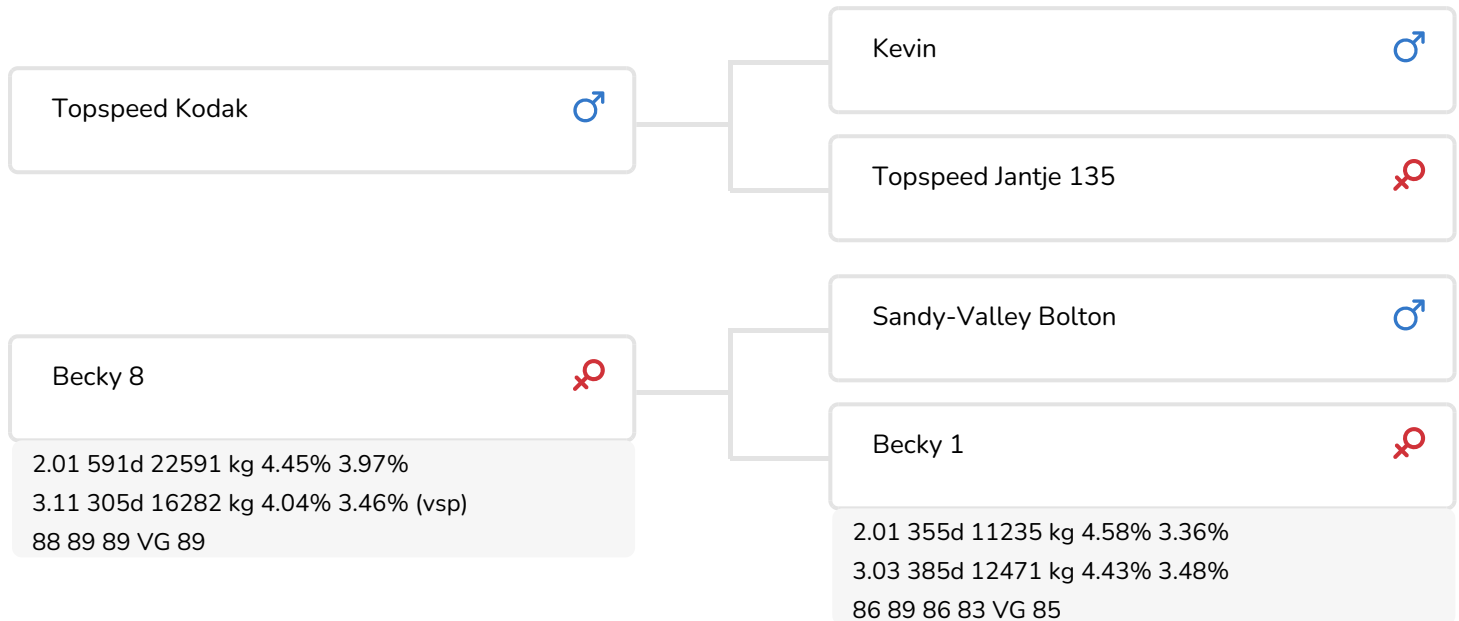 Topspeed Kodak
Kevin
Topspeed Jantje 135
Becky 8
2.01 591d 22591 kg 4.45% 3.97%
3.11 305d 16282 kg 4.04% 3.46% (vsp)
88 89 89 VG 89
Sandy-Valley Bolton
Becky 1
2.01 355d 11235 kg 4.58% 3.36%
3.03 385d 12471 kg 4.43% 3.48%
86 89 86 83 VG 85